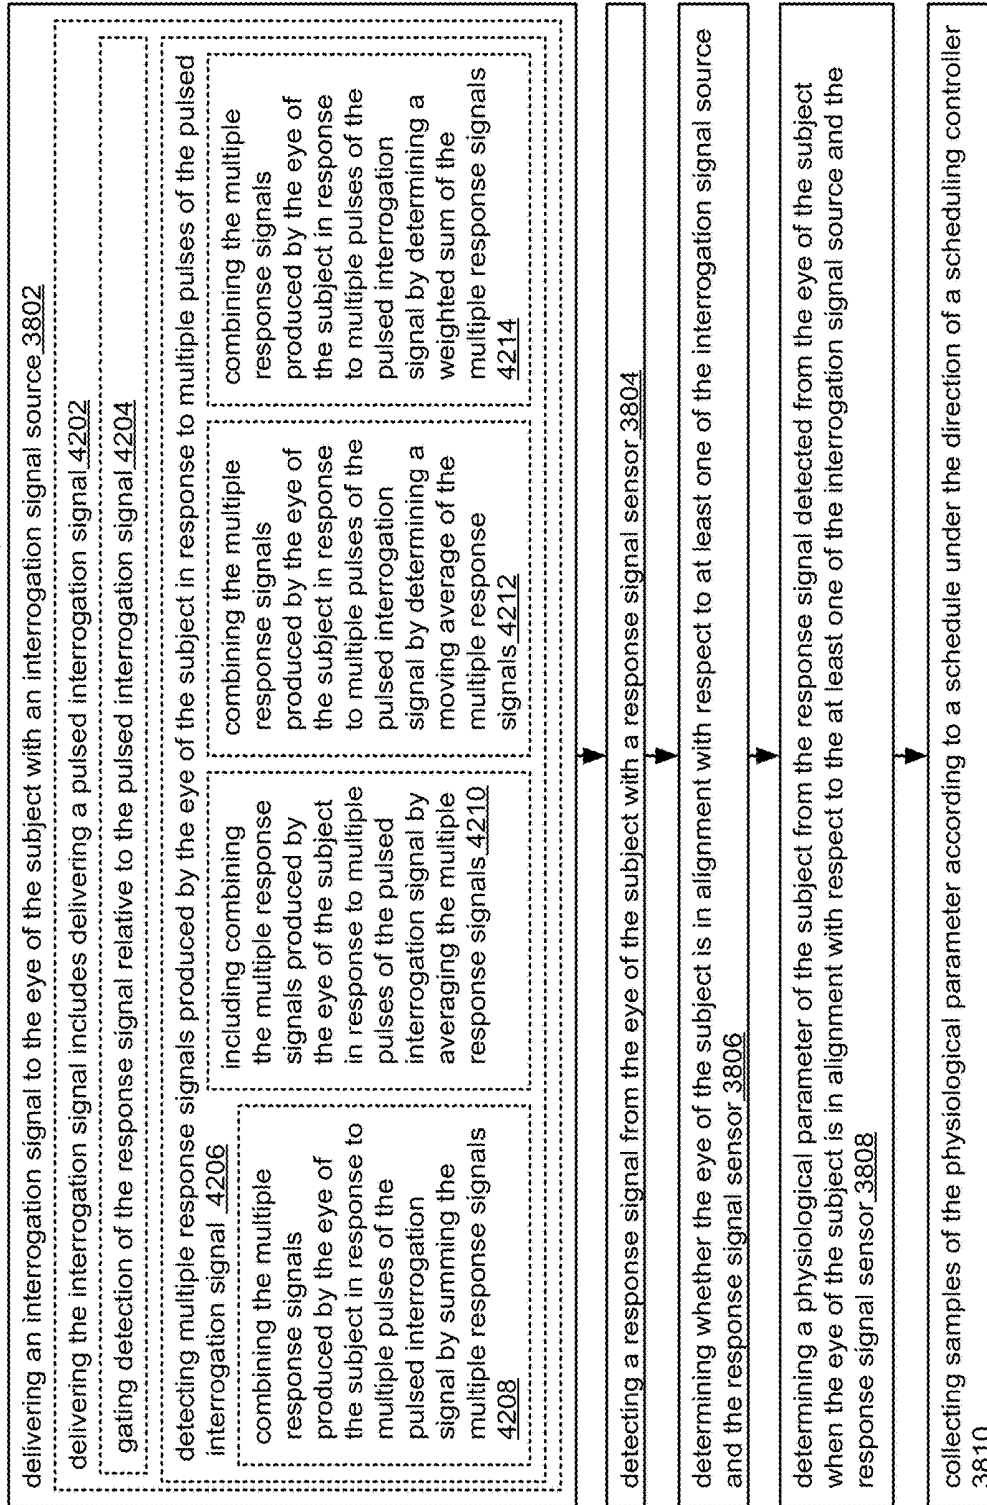 delivering an interrogation signal to the eye of the subject with an interrogation signal source 3802
delivering the interrogation signal includes delivering a pulsed interrogation signal 4202
gating detection of the response signal relative to the pulsed interrogation signal 4204
detecting multiple response signals produced by the eye of the subject in response to multiple pulses of the pulsed
interrogation signal 4206
combining the multiple
response signals
produced by the eye of
the subject in response to
multiple pulses of the
pulsed interrogation
signal by summing the
multiple response signals
4208
including combining
the multiple response
signals produced by
the eye of the subject
in response to multiple
pulses of the pulsed
interrogation signal by
averaging the multiple
response signals 4210
combining the multiple
response signals
produced by the eye of
the subject in response
to multiple pulses of the
pulsed interrogation
signal by determining a
moving average of the
multiple response
signals 4212
combining the multiple
response signals
produced by the eye of
the subject in response
to multiple pulses of the
pulsed interrogation
signal by determining a
weighted sum of the
multiple response signals
4214
detecting a response signal from the eye of the subject with a response signal sensor 3804
determining whether the eye of the subject is in alignment with respect to at least one of the interrogation signal source
and the response signal sensor 3806
determining a physiological parameter of the subject from the response signal detected from the eye of the subject
when the eye of the subject is in alignment with respect to the at least one of the interrogation signal source and the
response signal sensor 3808
collecting samples of the physiological parameter according to a schedule under the direction of a scheduling controller
3810